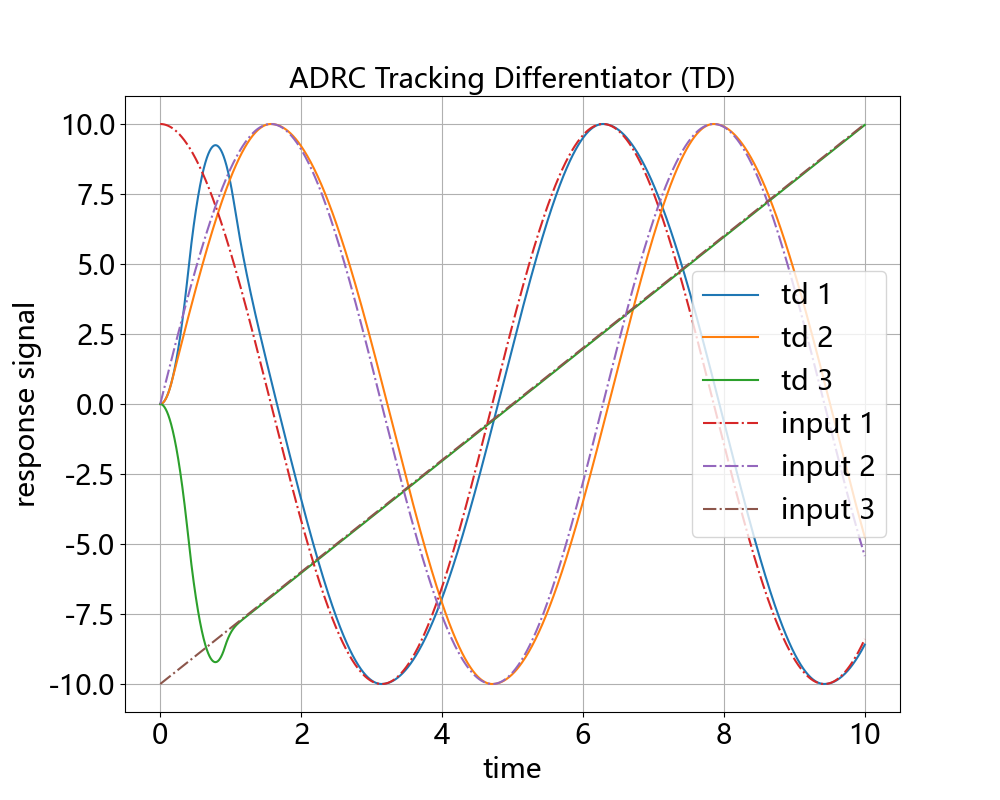 ADRC Tracking Differentiator (TD)
response signal
10.0
7.5
5.0
2.5
0.0
-2.5
-5.0
-7.5
-10.0
td 1
td 2
td 3
input 1
input 2
input 3
0 2 4 6 8 10
time